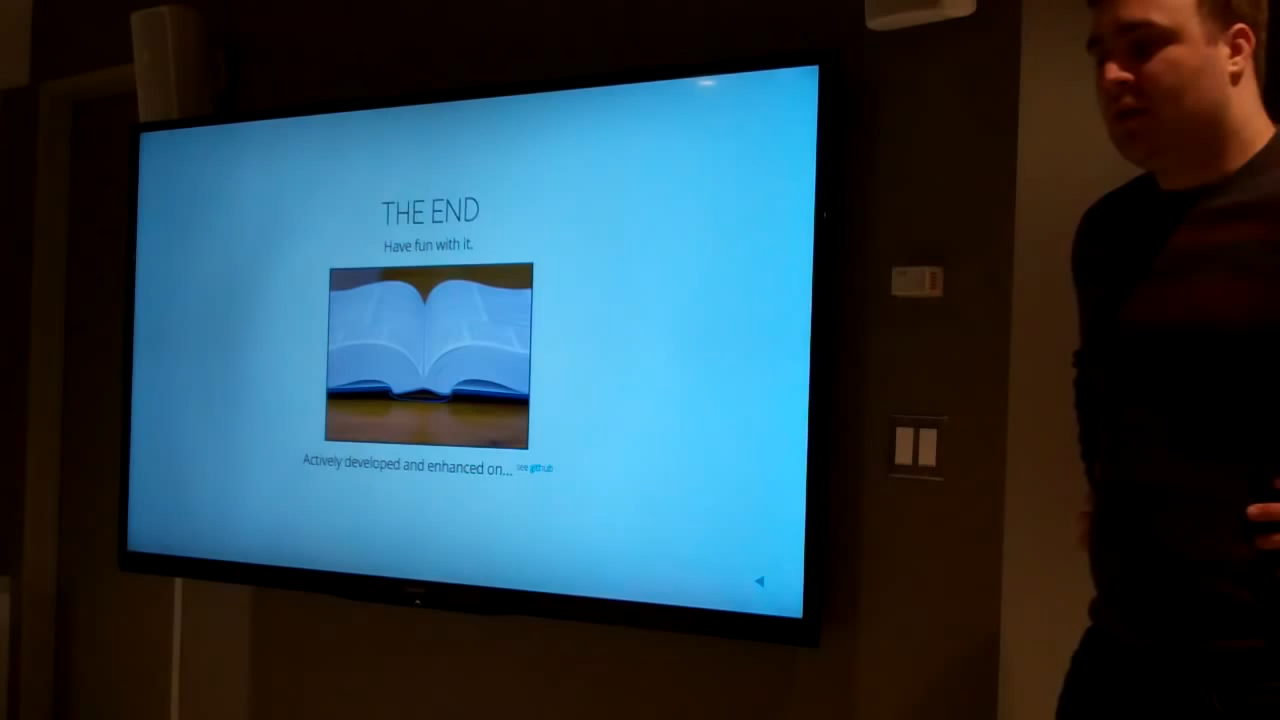 THE END
Have fun with it.
Actively developed and enhanced on... see github